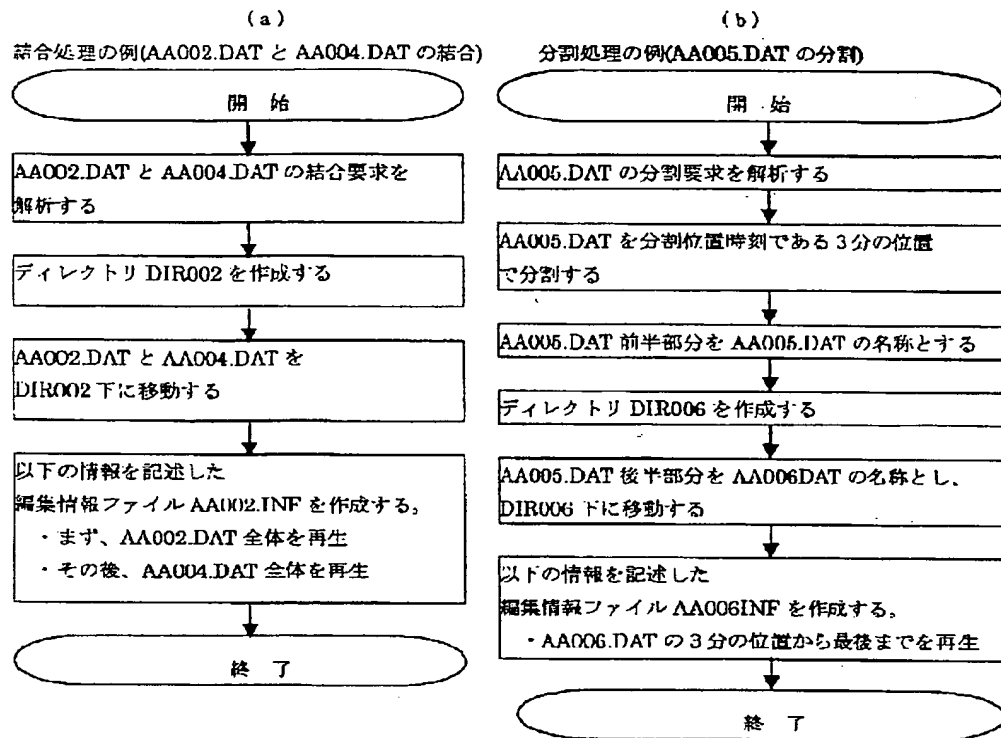 (a)
結合処理の例(AA002.DAT と AA004.DAT の結合)
開 始
AA002.DAT と AA004.DAT の結合要求を
解析する
ディレクトリ DIR002 を作成する
AA002.DAT と AA004.DAT を
DIR002 下に移動する
以下の情報を記述した
編集情報ファイル AA002.INF を作成する。
・まず、AA002.DAT 全体を再生
・その後、AA004.DAT 全体を再生
終 了
(b)
分割処理の例(AA005.DAT の分割)
開 始
AA005.DAT の分割要求を解析する
AA005.DAT を分割位置時刻である3分の位置
で分割する
AA005.DAT 前半部分を AA005.DAT の名称とする
ディレクトリ DIR006 を作成する
AA005.DAT 後半部分を AA006DAT の名称とし、
DIR006 下に移動する
以下の情報を記述した
編集情報ファイル AA006INF を作成する。
・AA006.DAT の3分の位置から最後までを再生
終 了